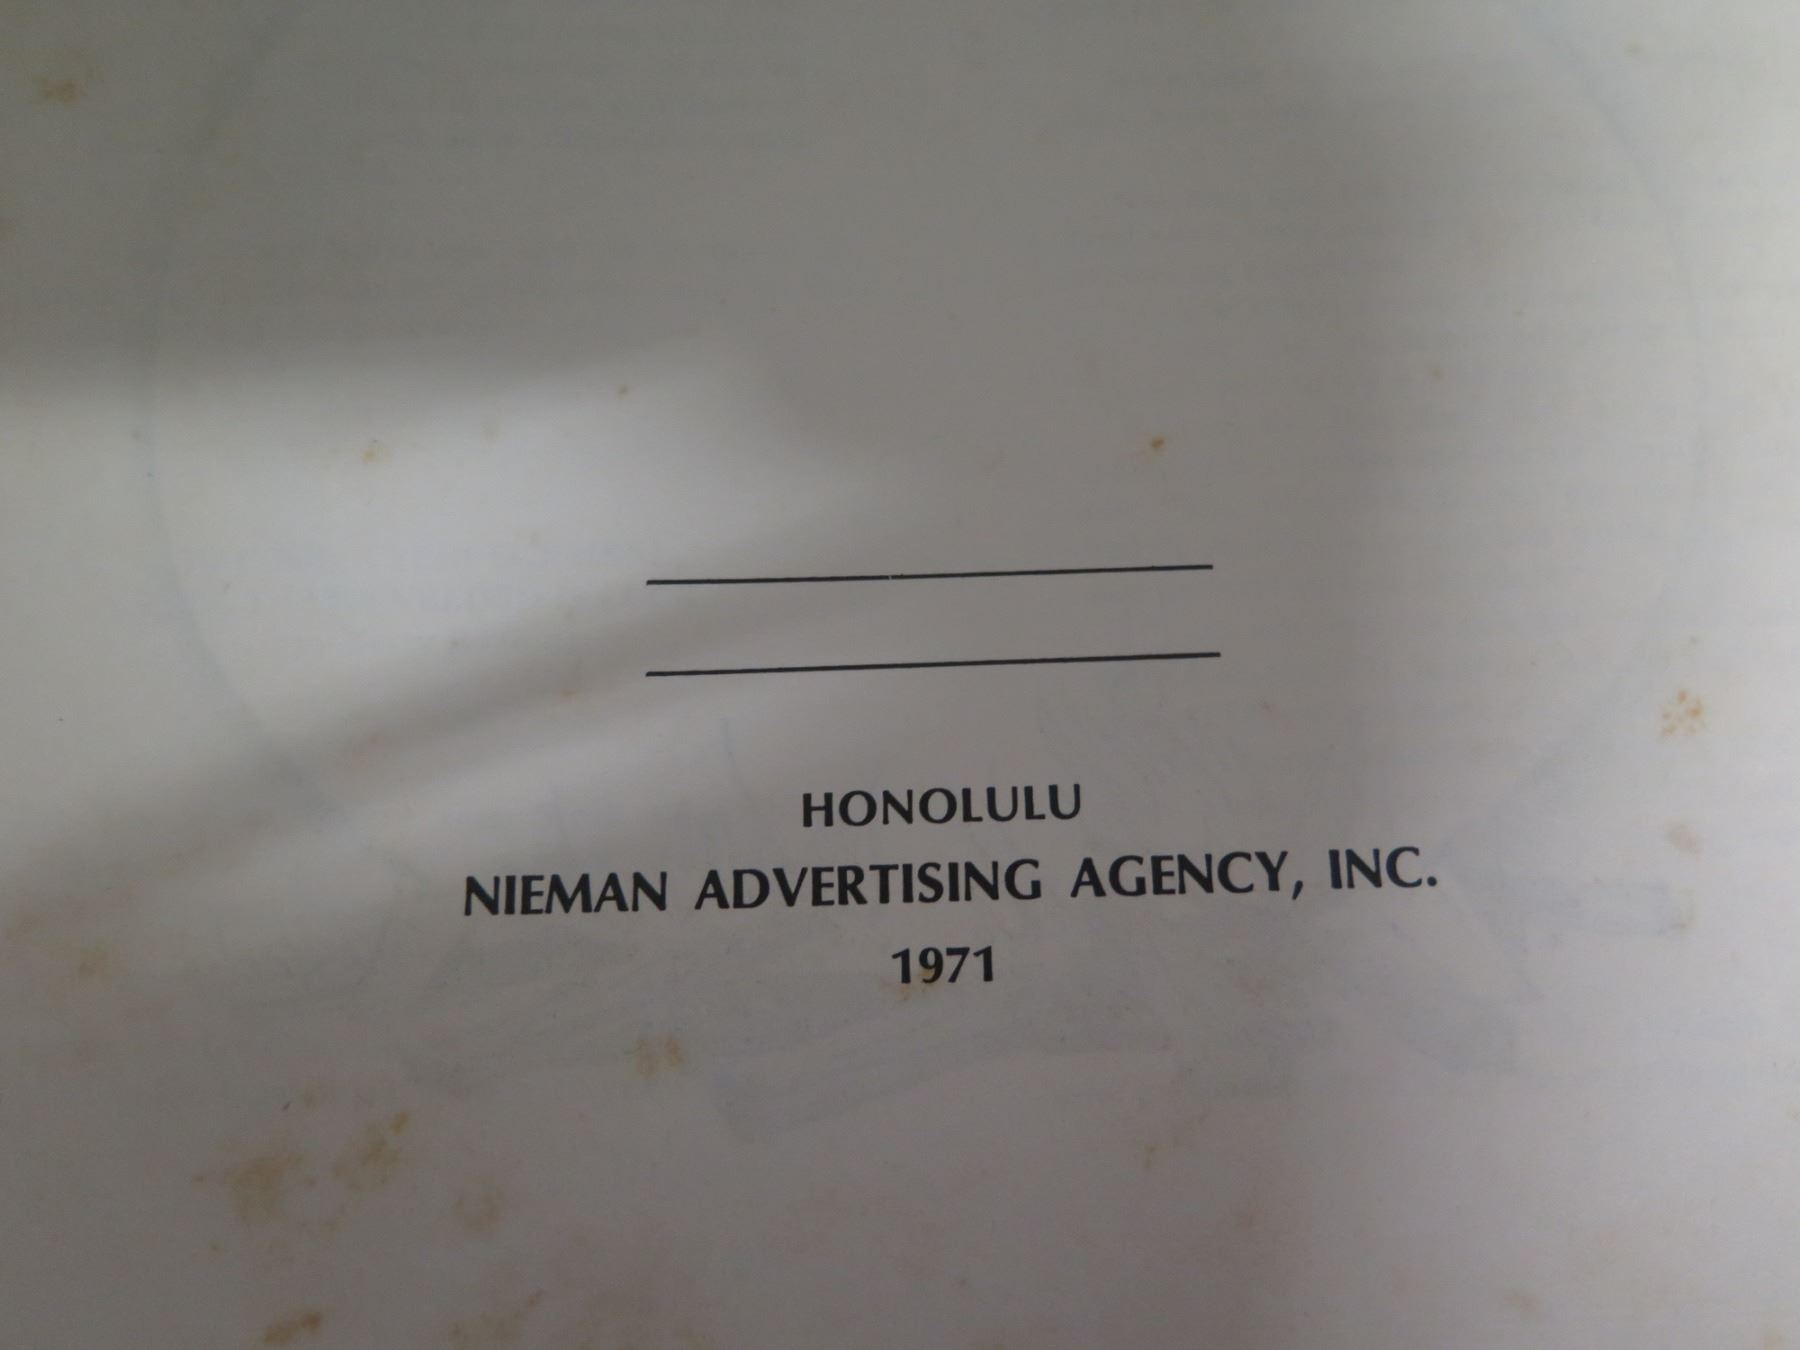 HONOLULU
NIEMAN ADVERTISING AGENCY, INC.
1971